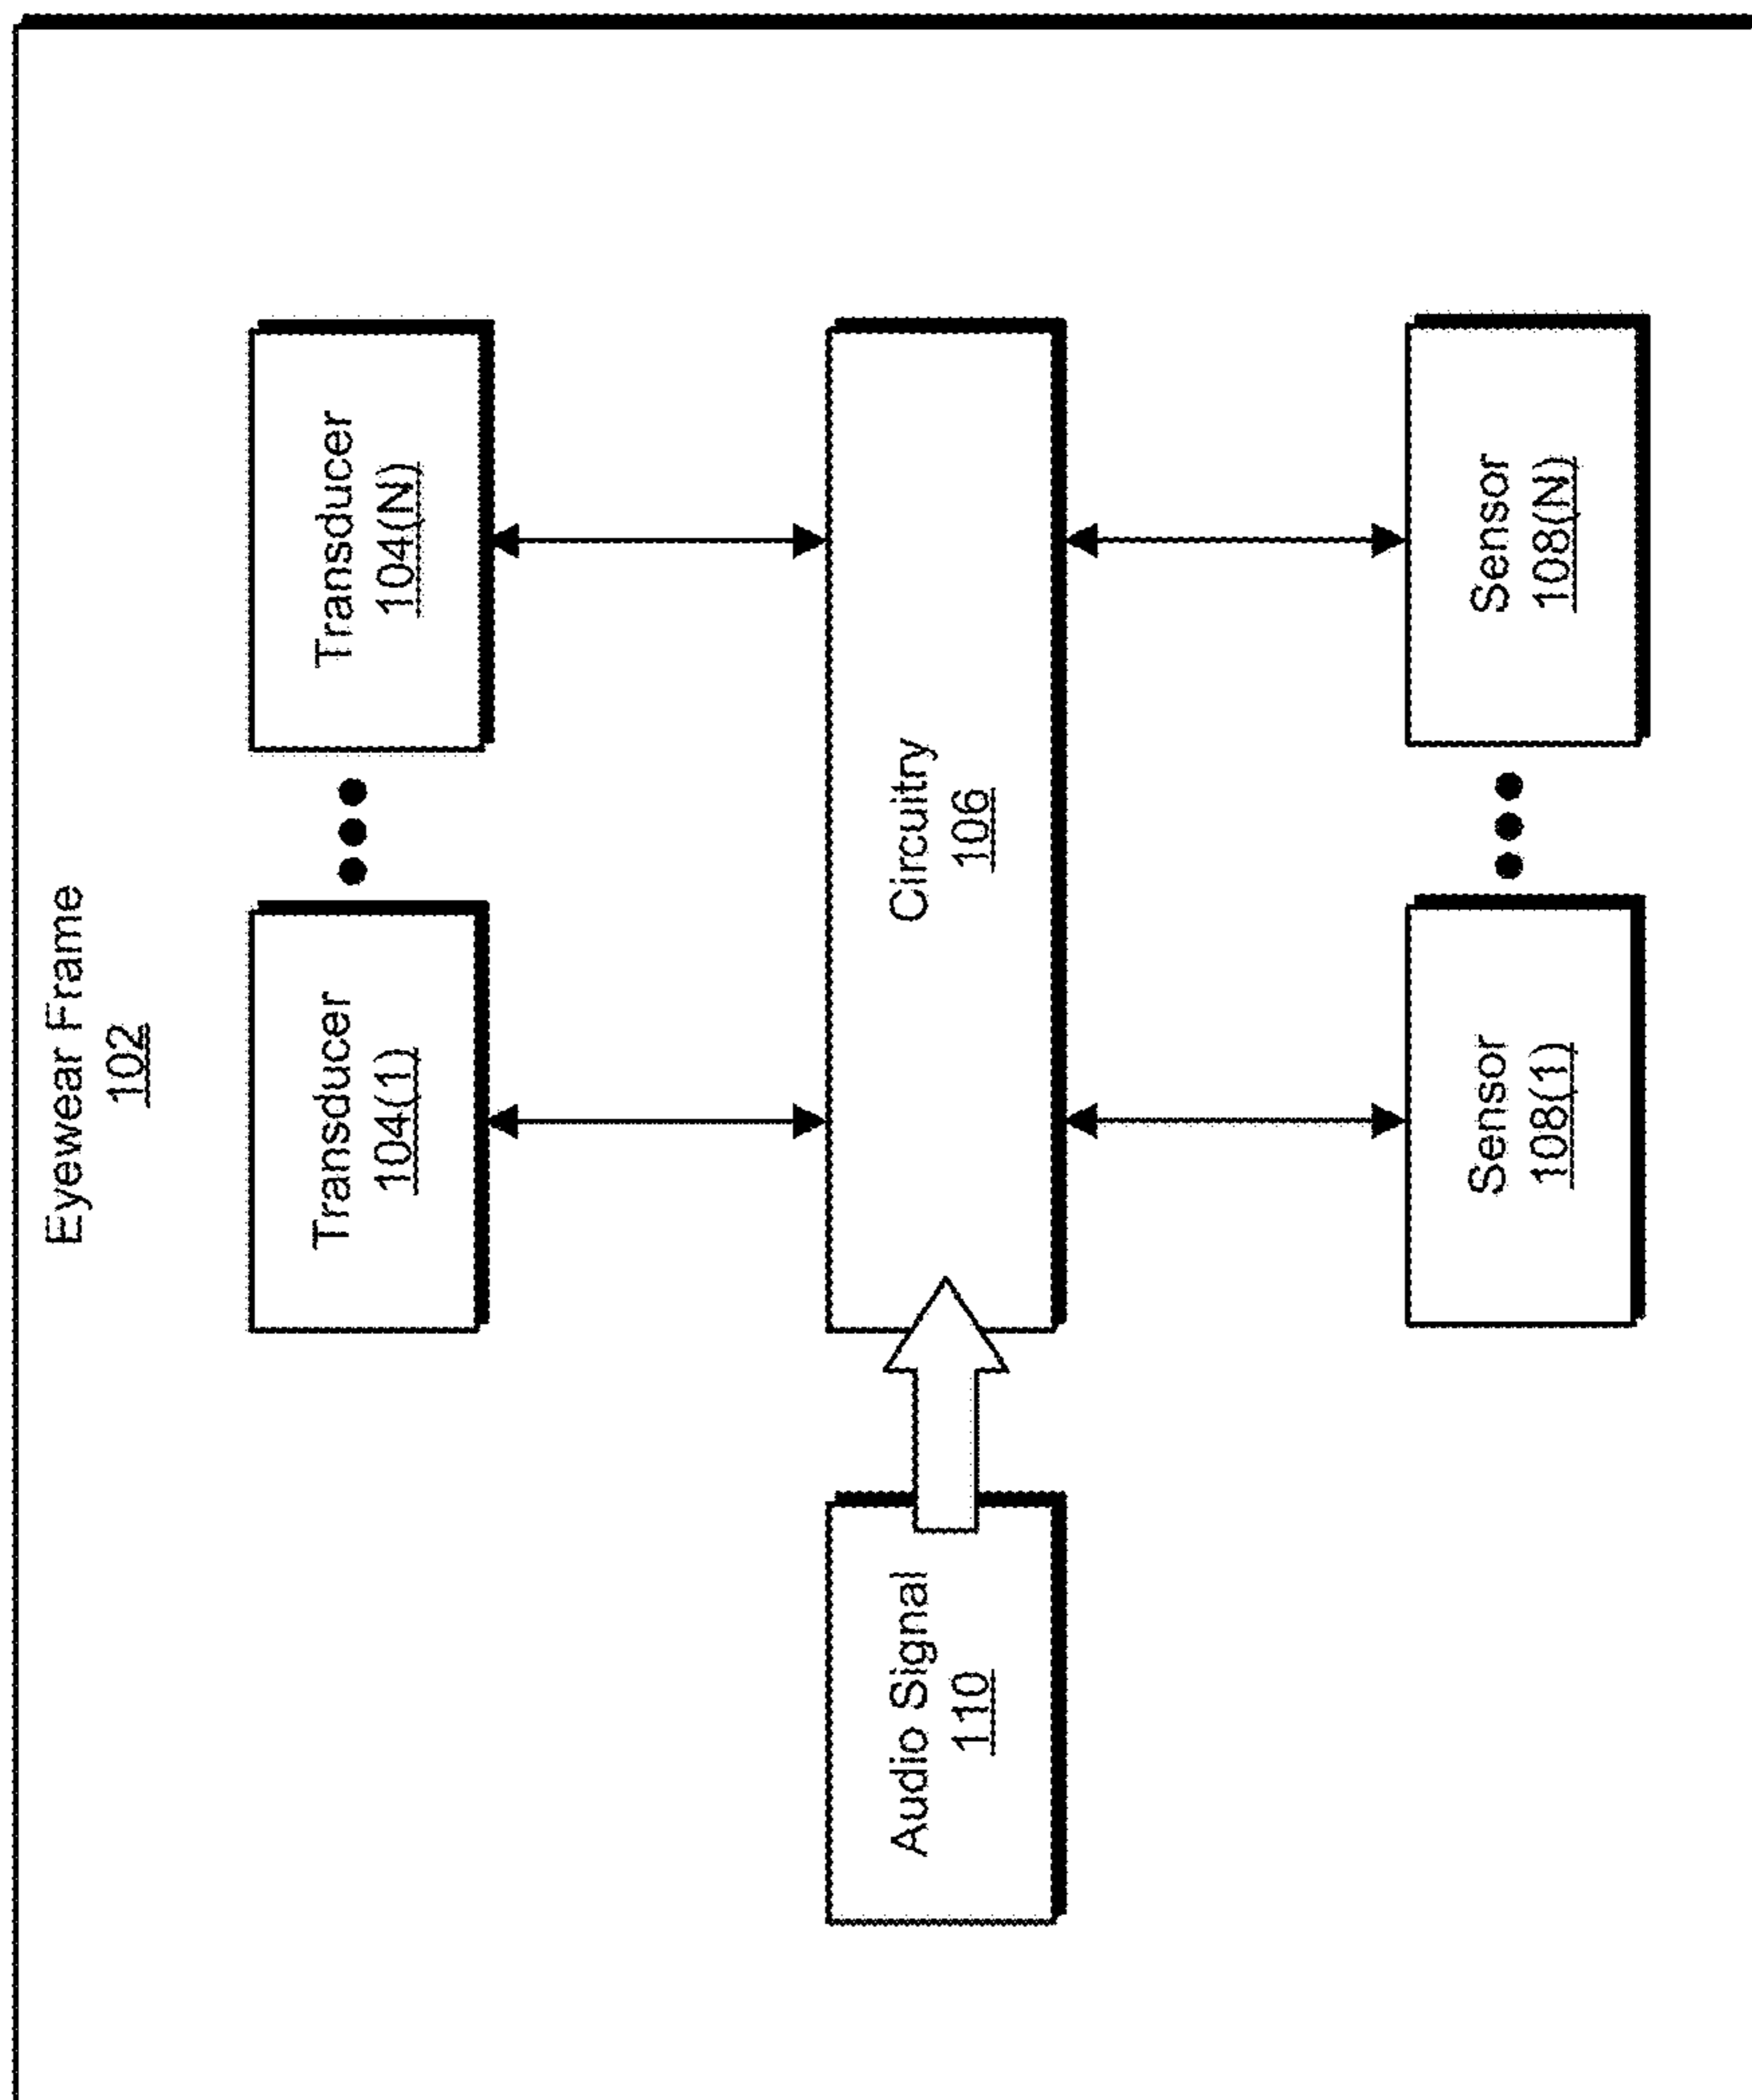 Eyewear Frame
102
Transducer
104(1)
Transducer
104(N)
Audio Signal
110
Circuitry
106
Sensor
108(1)
Sensor
108(N)